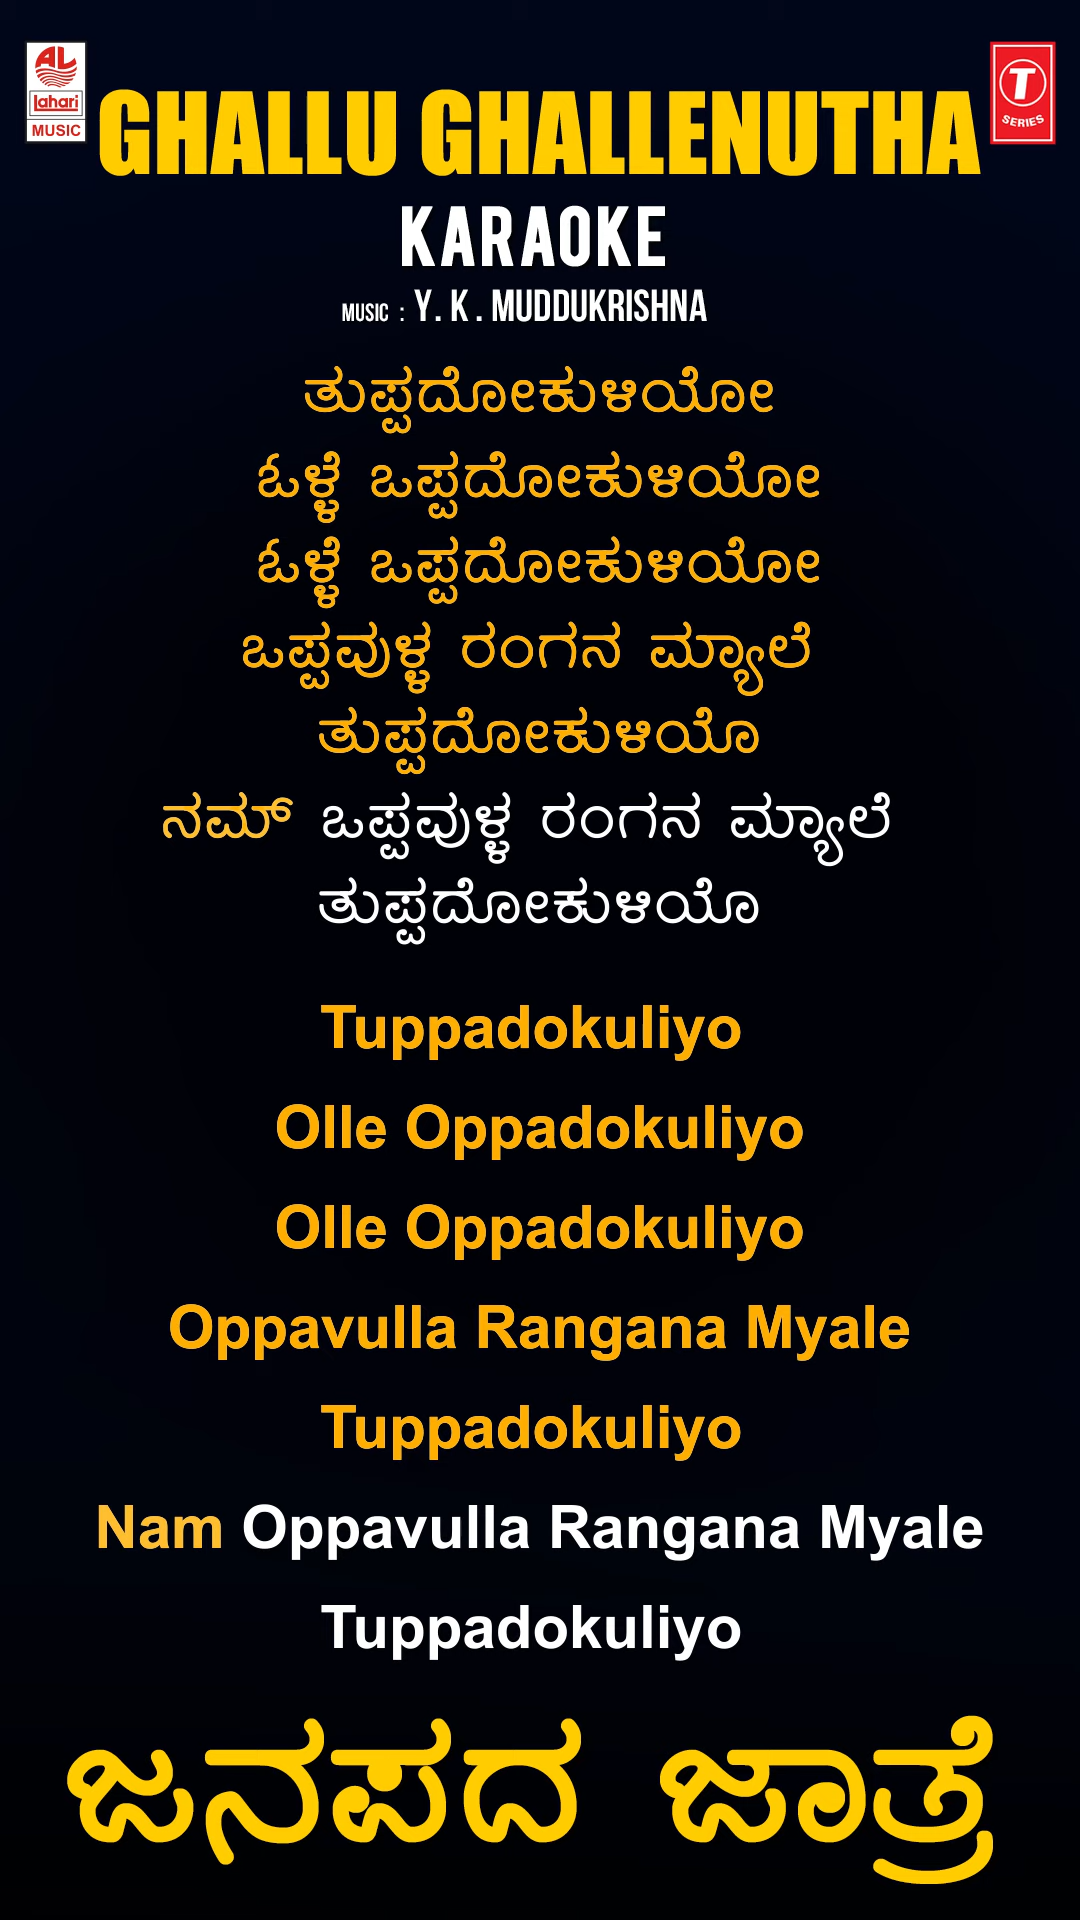 AL
lahari
MUSIC
T
SERIES
GHALLU GHALLENUTHA
KARAOKE
MUSIC : Y. K. MUDDUKRISHNA
ತುಪ್ಪದೋಕುಳಿಯೋ
ಓಳ್ಳೆ ಒಪ್ಪದೋಕುಳಿಯೋ
ಓಳ್ಳೆ ಒಪ್ಪದೋಕುಳಿಯೋ
ಒಪ್ಪವುಳ್ಳ ರಂಗನ ಮ್ಯಾಲೆ
ತುಪ್ಪದೋಕುಳಿಯೊ
ನಮ್ ಒಪ್ಪವುಳ್ಳ ರಂಗನ ಮ್ಯಾಲೆ
ತುಪ್ಪದೋಕುಳಿಯೊ
Tuppadokuliyo
Olle Oppadokuliyo
Olle Oppadokuliyo
Oppavulla Rangana Myale
Tuppadokuliyo
Nam Oppavulla Rangana Myale
Tuppadokuliyo
ಜನಪದ ಜಾತ್ರೆ